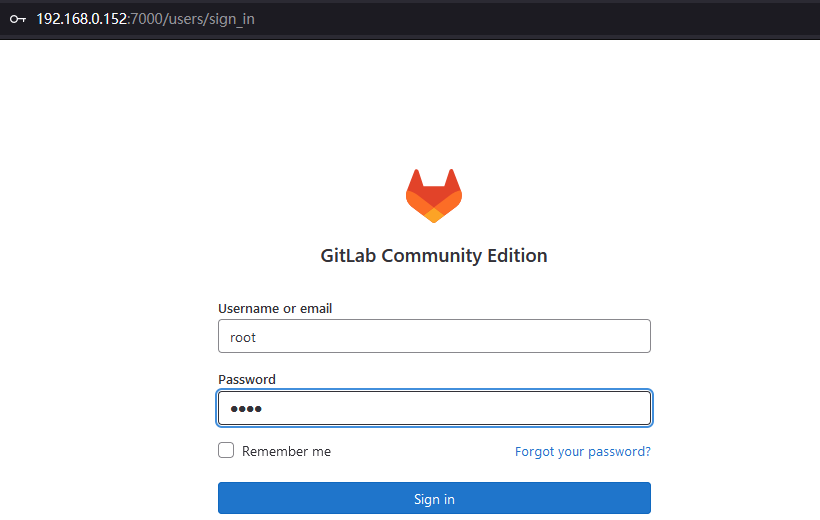 192.168.0.152:7000/users/sign_in
GitLab Community Edition
Username or email
root
Password
••••
Remember me
Forgot your password?
Sign in